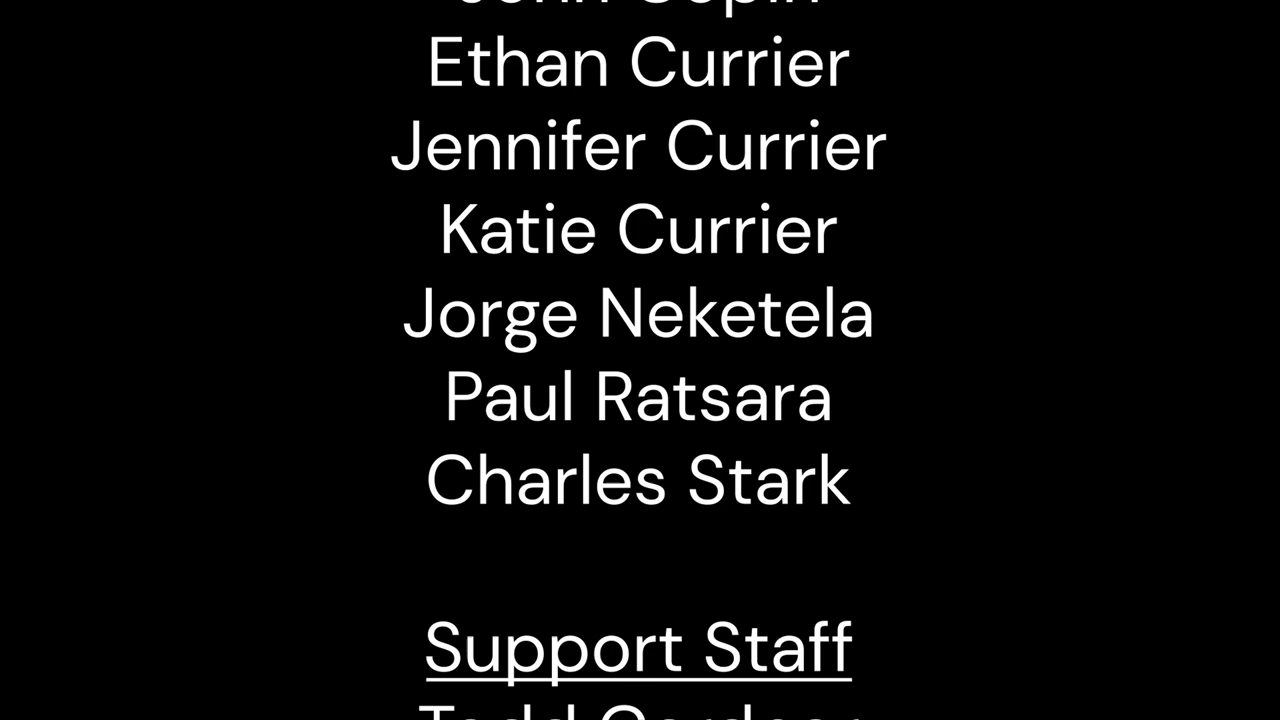 Ethan Currier
Jennifer Currier
Katie Currier
Jorge Neketela
Paul Ratsara
Charles Stark
Support Staff